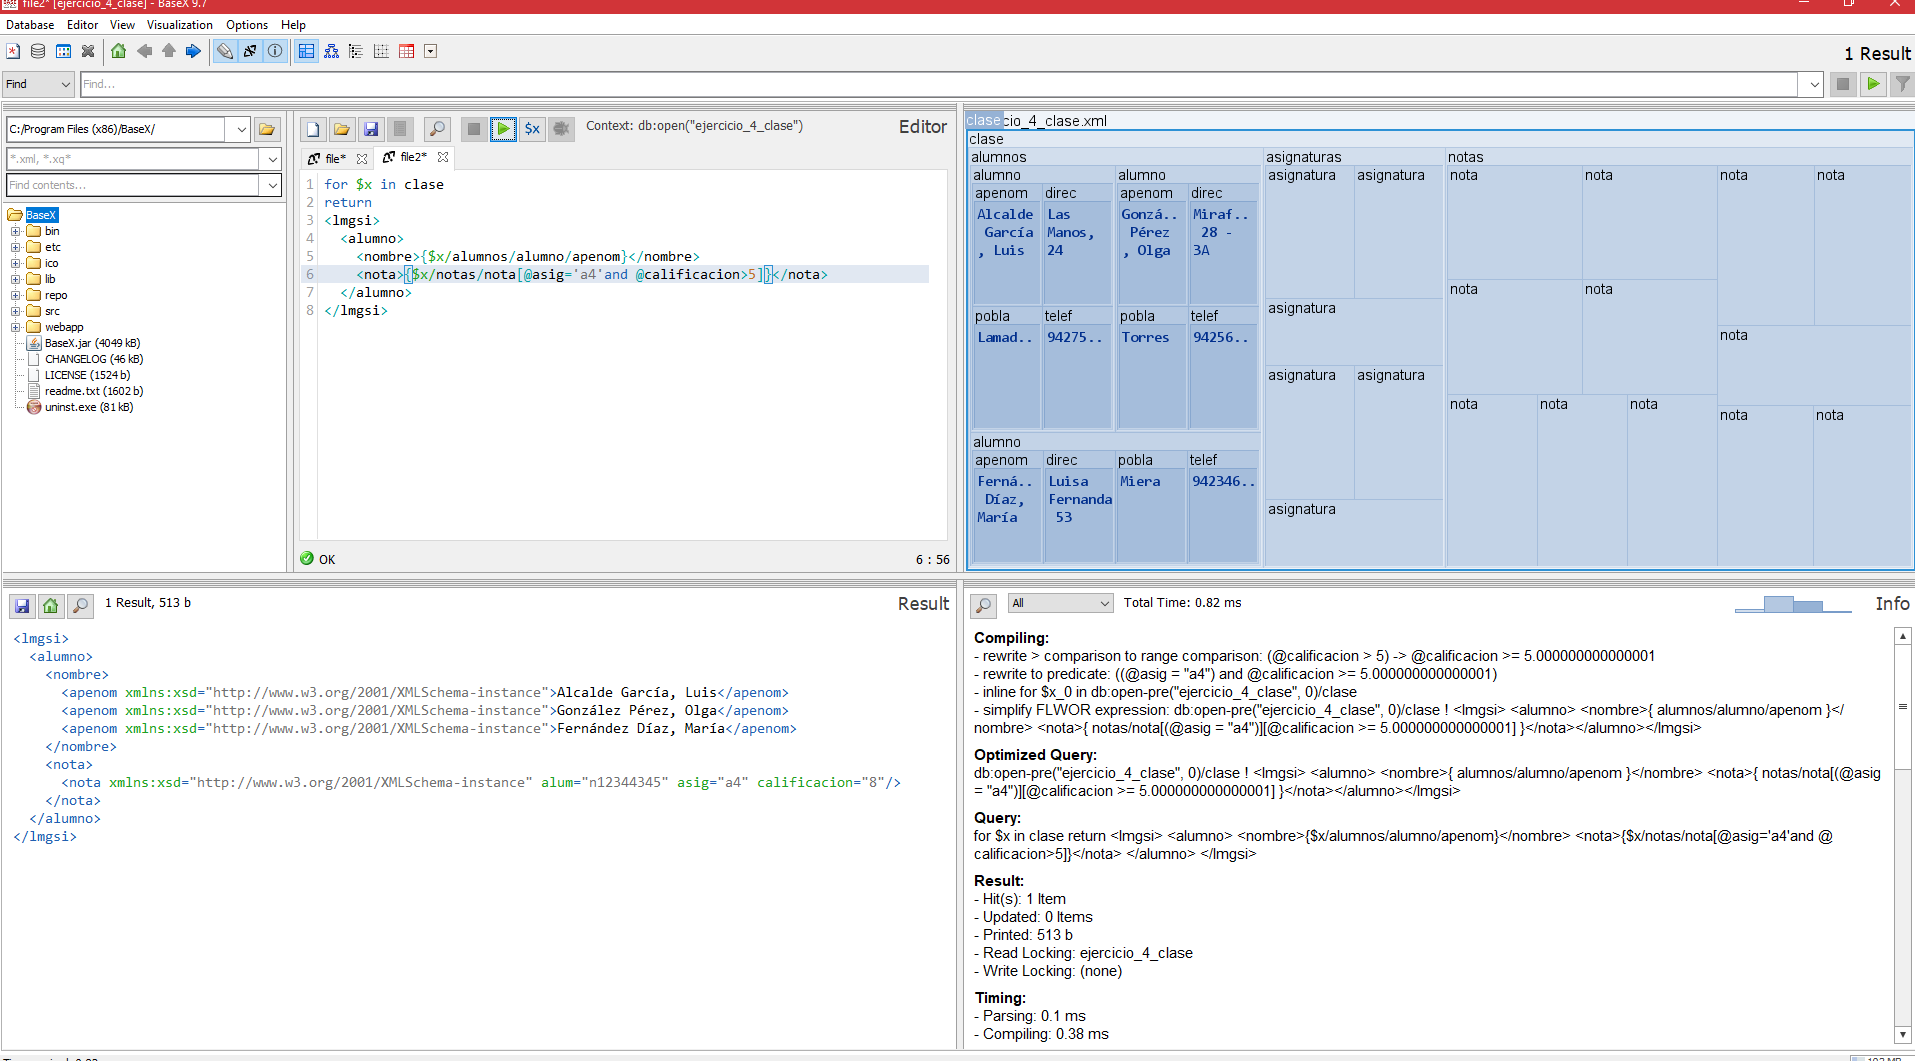 file2* [ejercicio_4_clase] - BaseX 9.7
Database Editor View Visualization Options Help
1 Result
Find Find...
C:/Program Files (x86)/BaseX/
*.xml, *.xq*
Find contents...
BaseX
bin
etc
ico
lib
repo
src
webapp
BaseX.jar (4049 kB)
CHANGELOG (46 kB)
LICENSE (1524 b)
readme.txt (1602 b)
uninst.exe (81 kB)
$x Context: db:open("ejercicio_4_clase") Editor
file* file2*
1 for $x in clase
2 return
3 <lmgsi>
4 <alumno>
5 <nombre>{$x/alumnos/alumno/apenom}</nombre>
6 <nota>{$x/notas/nota[@asig='a4'and @calificacion>5]}</nota>
7 </alumno>
8 </lmgsi>
OK 6 : 56
clase cio_4_clase.xml
clase
alumnos asignaturas notas
alumno alumno asignatura asignatura nota nota nota nota
apenom direc apenom direc
Alcalde Las Gonzá.. Miraf..
García Manos, Pérez 28 -
, Luis 24 , Olga 3A
nota nota
asignatura
pobla telef pobla telef
Lamad.. 94275.. Torres 94256..
nota
asignatura asignatura
nota nota nota
nota nota
alumno
apenom direc pobla telef
Ferná.. Luisa Miera 942346..
Díaz, Fernanda
María 53
asignatura
1 Result, 513 b Result
<lmgsi>
<alumno>
<nombre>
<apenom xmlns:xsd="http://www.w3.org/2001/XMLSchema-instance">Alcalde García, Luis</apenom>
<apenom xmlns:xsd="http://www.w3.org/2001/XMLSchema-instance">González Pérez, Olga</apenom>
<apenom xmlns:xsd="http://www.w3.org/2001/XMLSchema-instance">Fernández Díaz, María</apenom>
</nombre>
<nota>
<nota xmlns:xsd="http://www.w3.org/2001/XMLSchema-instance" alum="n12344345" asig="a4" calificacion="8"/>
</nota>
</alumno>
</lmgsi>
All Total Time: 0.82 ms Info
Compiling:
- rewrite > comparison to range comparison: (@calificacion > 5) -> @calificacion >= 5.000000000000001
- rewrite to predicate: ((@asig = "a4") and @calificacion >= 5.000000000000001)
- inline for $x_0 in db:open-pre("ejercicio_4_clase", 0)/clase
- simplify FLWOR expression: db:open-pre("ejercicio_4_clase", 0)/clase ! <lmgsi> <alumno> <nombre>{ alumnos/alumno/apenom }</
nombre> <nota>{ notas/nota[(@asig = "a4")][@calificacion >= 5.000000000000001] }</nota></alumno></lmgsi>
Optimized Query:
db:open-pre("ejercicio_4_clase", 0)/clase ! <lmgsi> <alumno> <nombre>{ alumnos/alumno/apenom }</nombre> <nota>{ notas/nota[(@asig
= "a4")][@calificacion >= 5.000000000000001] }</nota></alumno></lmgsi>
Query:
for $x in clase return <lmgsi> <alumno> <nombre>{$x/alumnos/alumno/apenom}</nombre> <nota>{$x/notas/nota[@asig='a4'and @
calificacion>5]}</nota> </alumno> </lmgsi>
Result:
- Hit(s): 1 Item
- Updated: 0 Items
- Printed: 513 b
- Read Locking: ejercicio_4_clase
- Write Locking: (none)
Timing:
- Parsing: 0.1 ms
- Compiling: 0.38 ms